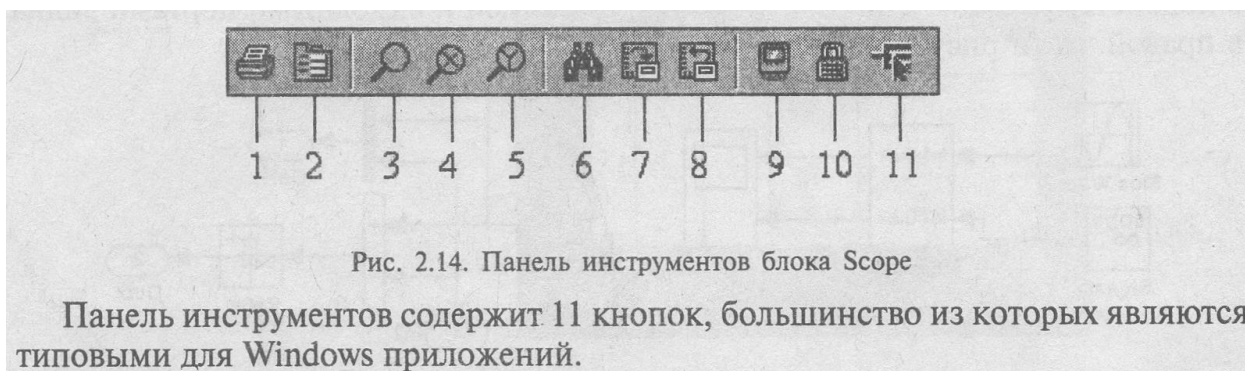 в правой
1 2 3 4 5 6 7 8 9 10 11
Рис. 2.14. Панель инструментов блока Scope
Панель инструментов содержит 11 кнопок, большинство из которых являются
типовыми для Windows приложений.